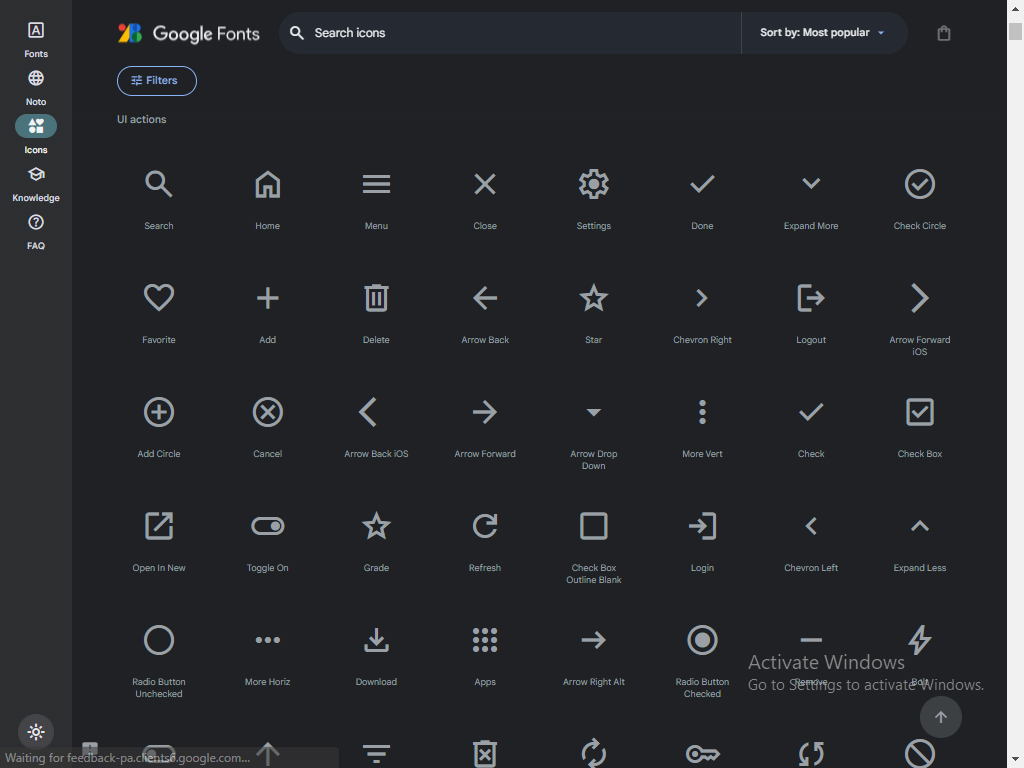 Fonts
Noto
Icons
Knowledge
FAQ
Google Fonts
Search icons
Sort by: Most popular
Filters
UI actions
Search
Home
Menu
Close
Settings
Done
Expand More
Check Circle
Favorite
Add
Delete
Arrow Back
Star
Chevron Right
Logout
Arrow Forward
iOS
Add Circle
Cancel
Arrow Back iOS
Arrow Forward
Arrow Drop
Down
More Vert
Check
Check Box
Open In New
Toggle On
Grade
Refresh
Check Box
Outline Blank
Login
Chevron Left
Expand Less
Radio Button
Unchecked
More Horiz
Download
Apps
Arrow Right Alt
Radio Button
Checked
Remove
Bolt
Activate Windows
Go to Settings to activate Windows.
Waiting for feedback-pa.clients6.google.com...